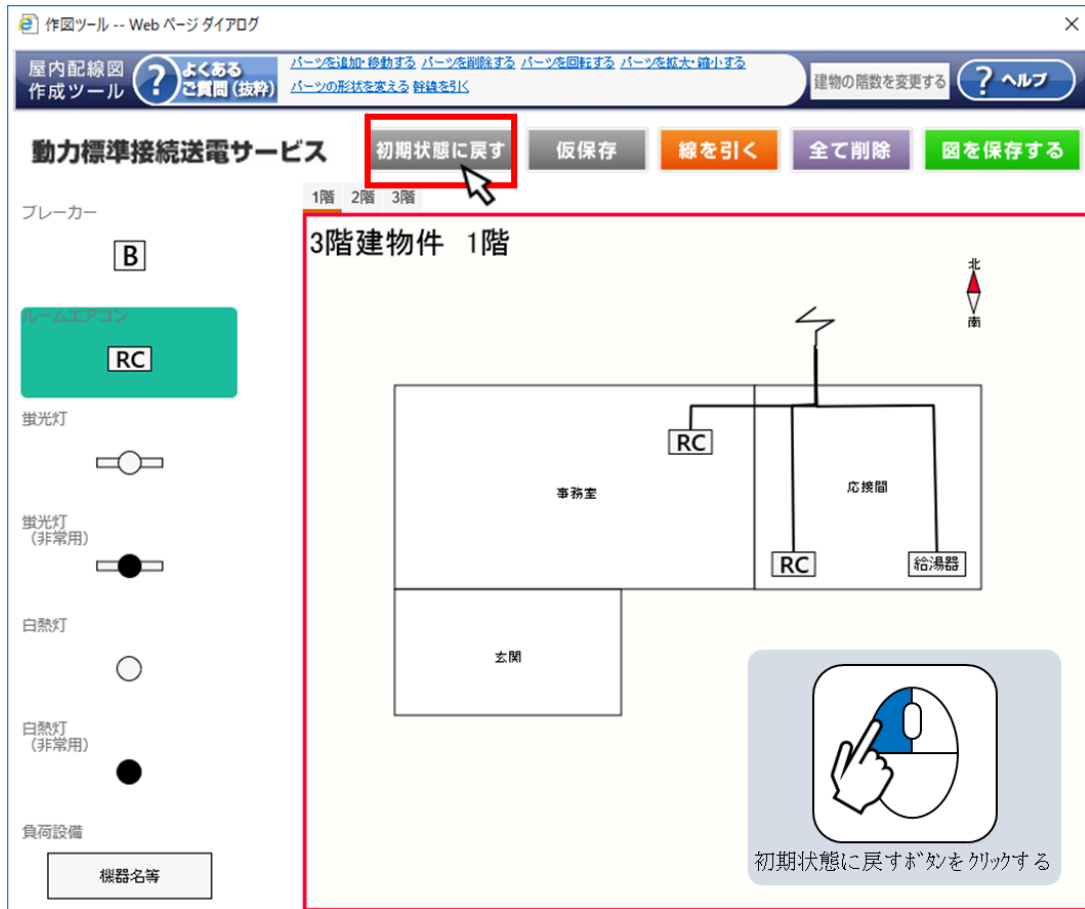 作図ツール -- Web ページ ダイアログ
屋内配線図
作成ツール
? よくある
ご質問(抜粋)
パーツを追加・移動する パーツを削除する パーツを回転する パーツを拡大・縮小する
パーツの形状を変える 幹線を引く
建物の階数を変更する
? ヘルプ
動力標準接続送電サービス
初期状態に戻す
仮保存
線を引く
全て削除
図を保存する
1階 2階 3階
ブレーカー
B
ルームエアコン
RC
蛍光灯
蛍光灯
(非常用)
白熱灯
白熱灯
(非常用)
負荷設備
機器名等
3階建物件 1階
北
南
RC
事務室
応接間
RC
給湯器
玄関
初期状態に戻すボタンをクリックする